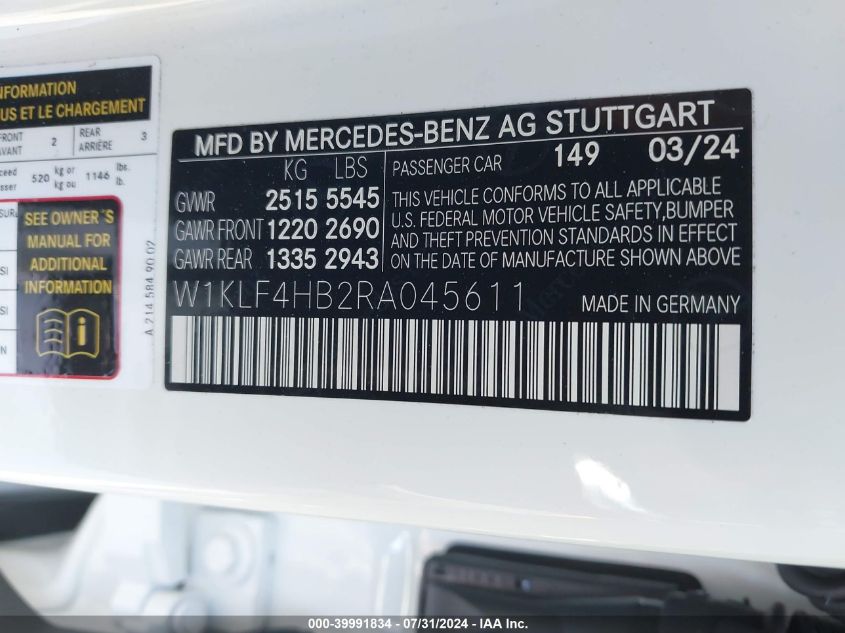 NFORMATION
US ET LE CHARGEMENT
FRONT
AVANT 2 REAR
ARRIÈRE 3
520 kg or
kg ou 1146 lbs.
lb.
SEE OWNER'S
MANUAL FOR
ADDITIONAL
INFORMATION
A 214 584 90 02
MFD BY MERCEDES-BENZ AG STUTTGART
KG LBS
GVWR 2515 5545
GAWR FRONT 1220 2690
GAWR REAR 1335 2943
PASSENGER CAR 149 03/24
THIS VEHICLE CONFORMS TO ALL APPLICABLE
U.S. FEDERAL MOTOR VEHICLE SAFETY,BUMPER
AND THEFT PREVENTION STANDARDS IN EFFECT
ON THE DATE OF MANUFACTURE SHOWN ABOVE
W1KLF4HB2RA045611 MADE IN GERMANY
000-39991834 / 07/31/2024 - IAA Inc.